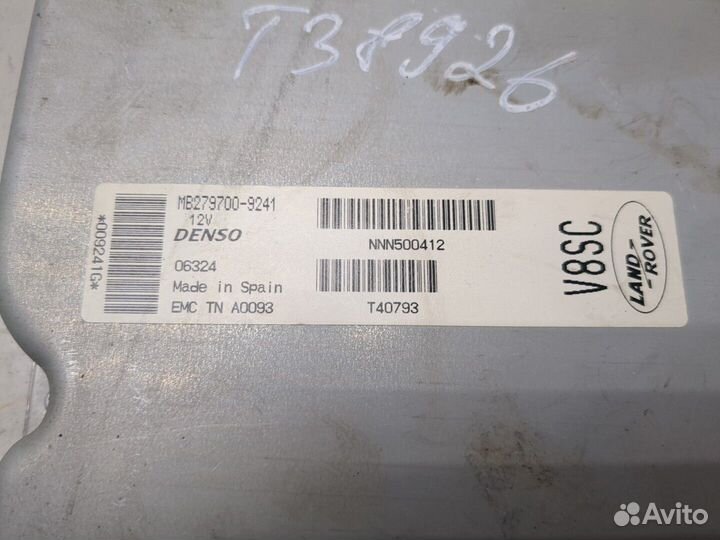 T38926
*009241G*
MB279700-9241
12V
DENSO
06324
Made in Spain
EMC TN A0093
NNN500412
T40793
V8SC
LAND-
-ROVER
Avito